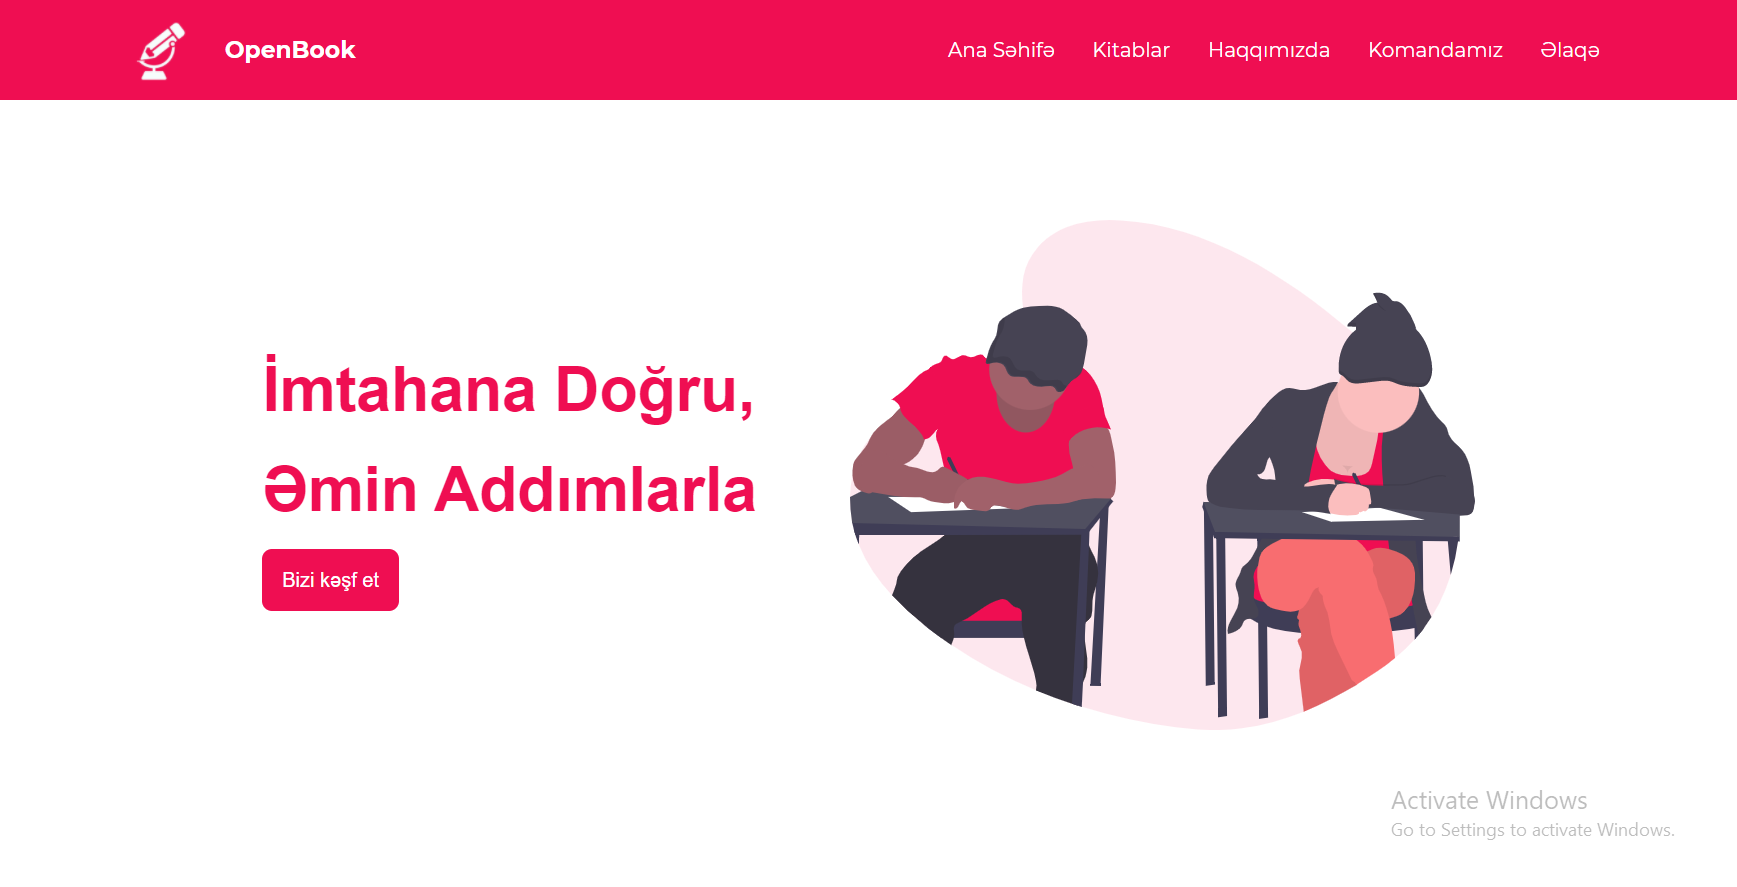 OpenBook
Ana Səhifə Kitablar Haqqımızda Komandamız Əlaqə
İmtahana Doğru,
Əmin Addımlarla
Bizi kəşf et
Activate Windows
Go to Settings to activate Windows.